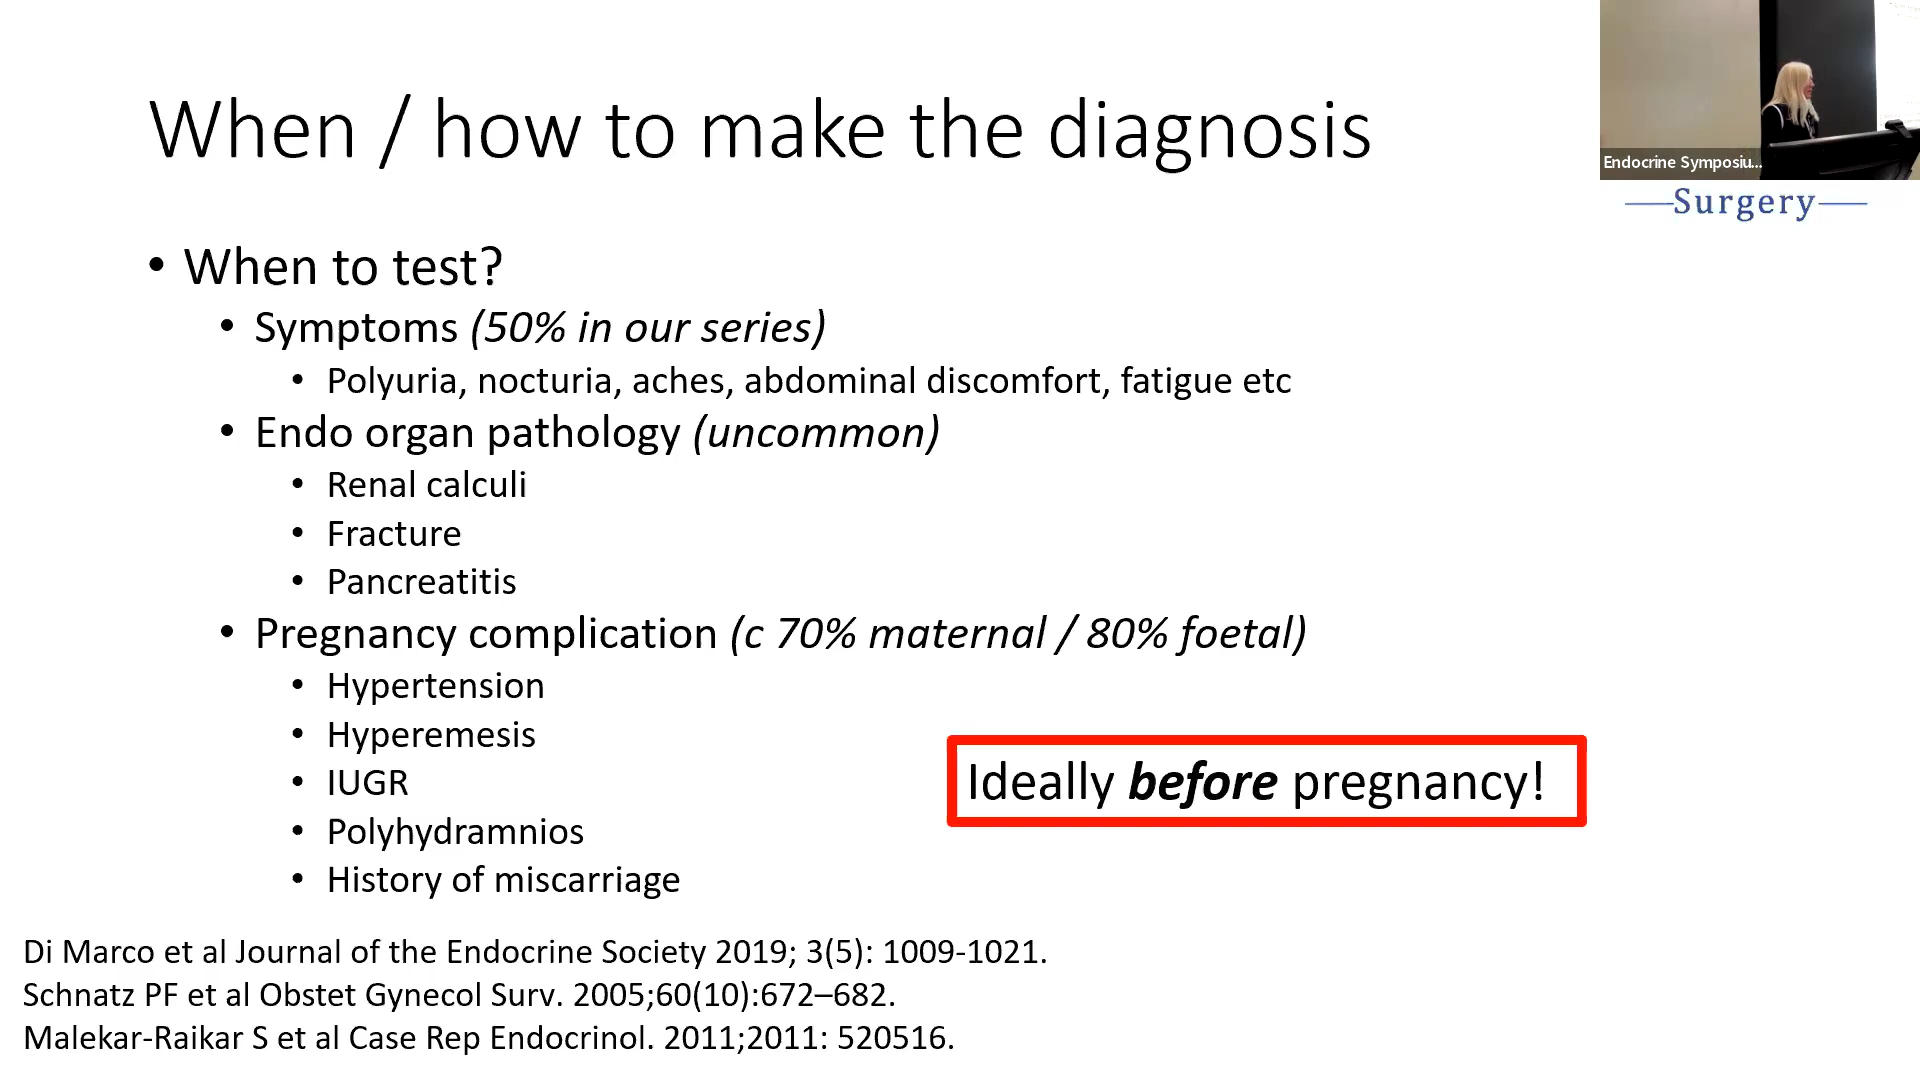 When / how to make the diagnosis
Endocrine Symposiu...
Surgery
• When to test?
• Symptoms (50% in our series)
• Polyuria, nocturia, aches, abdominal discomfort, fatigue etc
• Endo organ pathology (uncommon)
• Renal calculi
• Fracture
• Pancreatitis
• Pregnancy complication (c 70% maternal / 80% foetal)
• Hypertension
• Hyperemesis
• IUGR
• Polyhydramnios
• History of miscarriage
Ideally before pregnancy!
Di Marco et al Journal of the Endocrine Society 2019; 3(5): 1009-1021.
Schnatz PF et al Obstet Gynecol Surv. 2005;60(10):672–682.
Malekar-Raikar S et al Case Rep Endocrinol. 2011;2011: 520516.